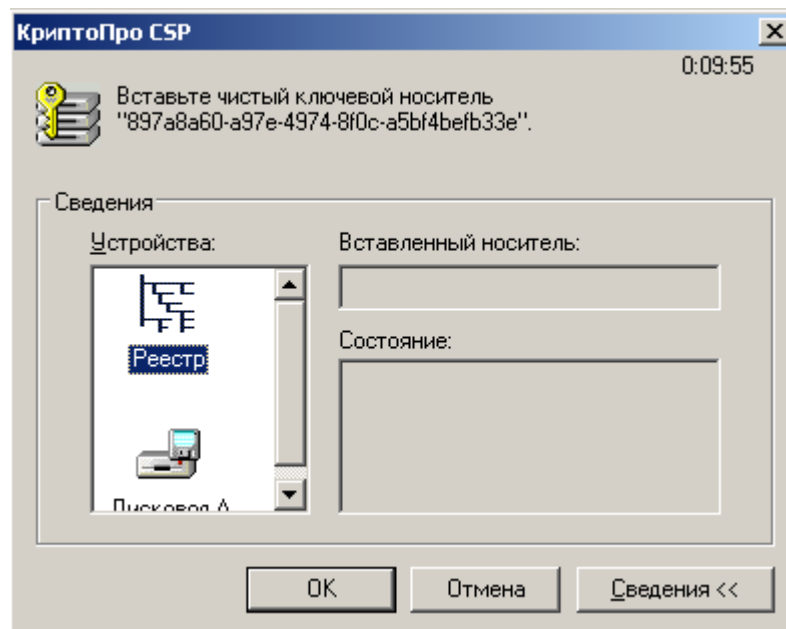 КриптоПро CSP
0:09:55
Вставьте чистый ключевой носитель
"897a8a60-a97e-4974-8f0c-a5bf4befb33e".
Сведения
Устройства:
Вставленный носитель:
Реестр
Состояние:
Дисковод A
OK
Отмена
Сведения <<